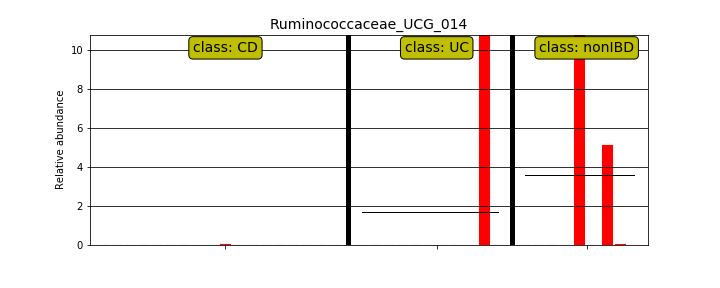 Ruminococcaceae_UCG_014
class: CD
class: UC
class: nonIBD
Relative abundance
10
8
6
4
2
0